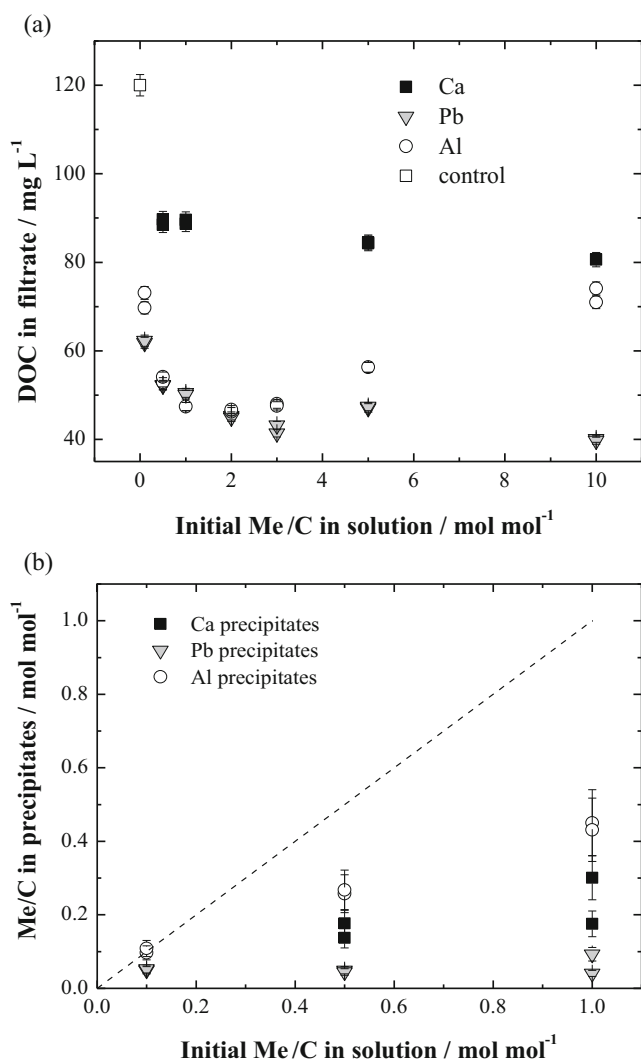 (a)
120
100
80
60
40
DOC in filtrate / mg L⁻¹
Ca
Pb
Al
control
0
2
4
6
8
10
Initial Me/C in solution / mol mol⁻¹
(b)
1.0
0.8
0.6
0.4
0.2
0.0
Me/C in precipitates / mol mol⁻¹
Ca precipitates
Pb precipitates
Al precipitates
0.0
0.2
0.4
0.6
0.8
1.0
Initial Me/C in solution / mol mol⁻¹